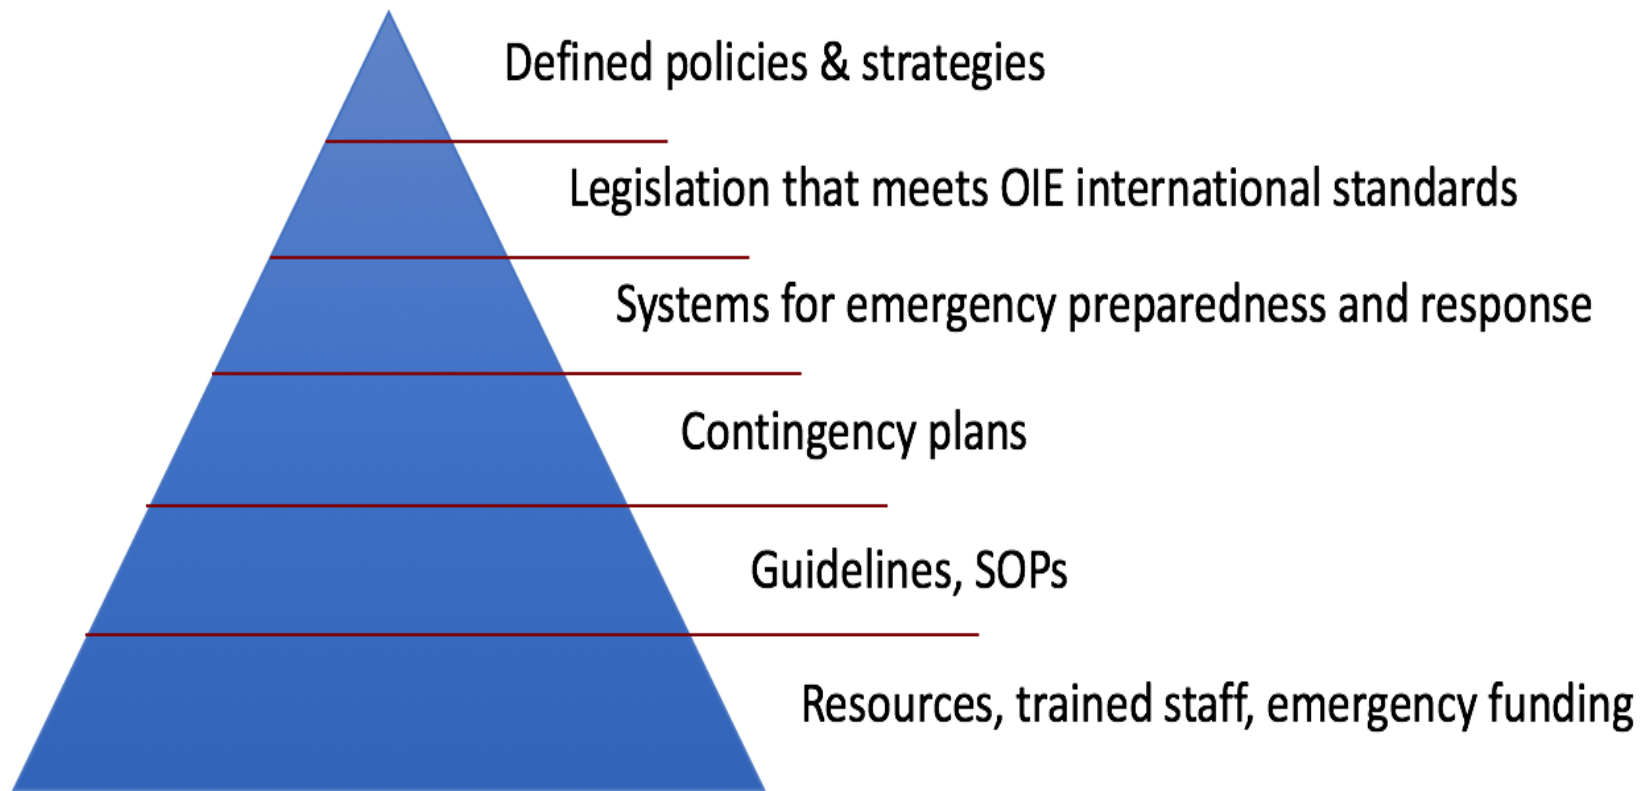 Defined policies & strategies
Legislation that meets OIE international standards
Systems for emergency preparedness and response
Contingency plans
Guidelines, SOPs
Resources, trained staff, emergency funding